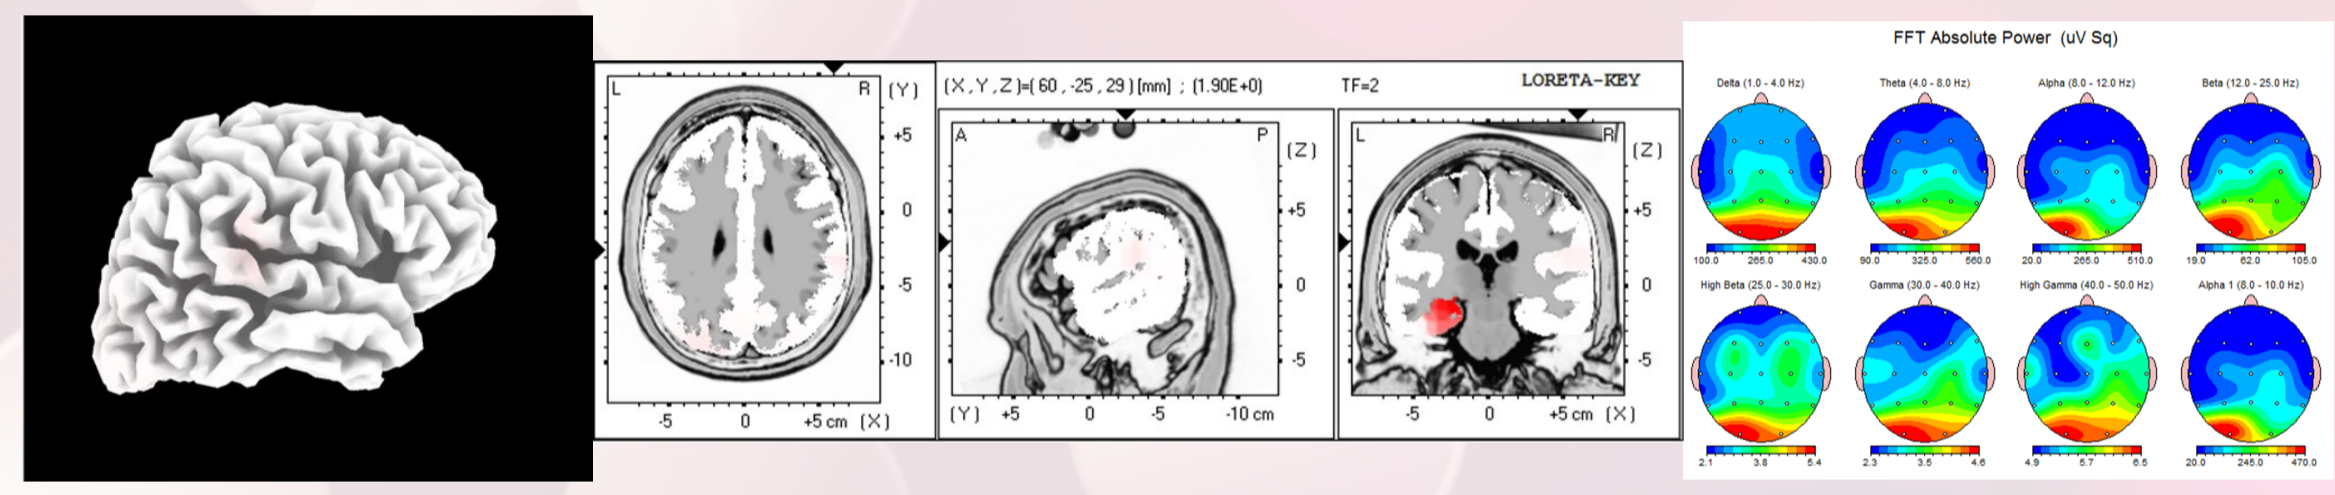 FFT Absolute Power (uV Sq)
L R (Y)
+5
0
-5
-10
-5 0 +5 cm (X)
(X,Y,Z)=(60,-25,29)[mm] ; (1.90E+0) TF=2 LORETA-KEY
A P (Z)
+5
0
-5
(Y) +5 0 -5 -10 cm
L R (Z)
+5
0
-5
-5 0 +5 cm (X)
Delta (1.0 - 4.0 Hz) Theta (4.0 - 8.0 Hz) Alpha (8.0 - 12.0 Hz) Beta (12.0 - 25.0 Hz)
100.0 265.0 430.0 90.0 325.0 560.0 20.0 265.0 510.0 19.0 62.0 105.0
High Beta (25.0 - 30.0 Hz) Gamma (30.0 - 40.0 Hz) High Gamma (40.0 - 50.0 Hz) Alpha 1 (8.0 - 10.0 Hz)
2.1 3.8 5.4 2.3 3.5 4.6 4.9 5.7 6.5 20.0 245.0 470.0